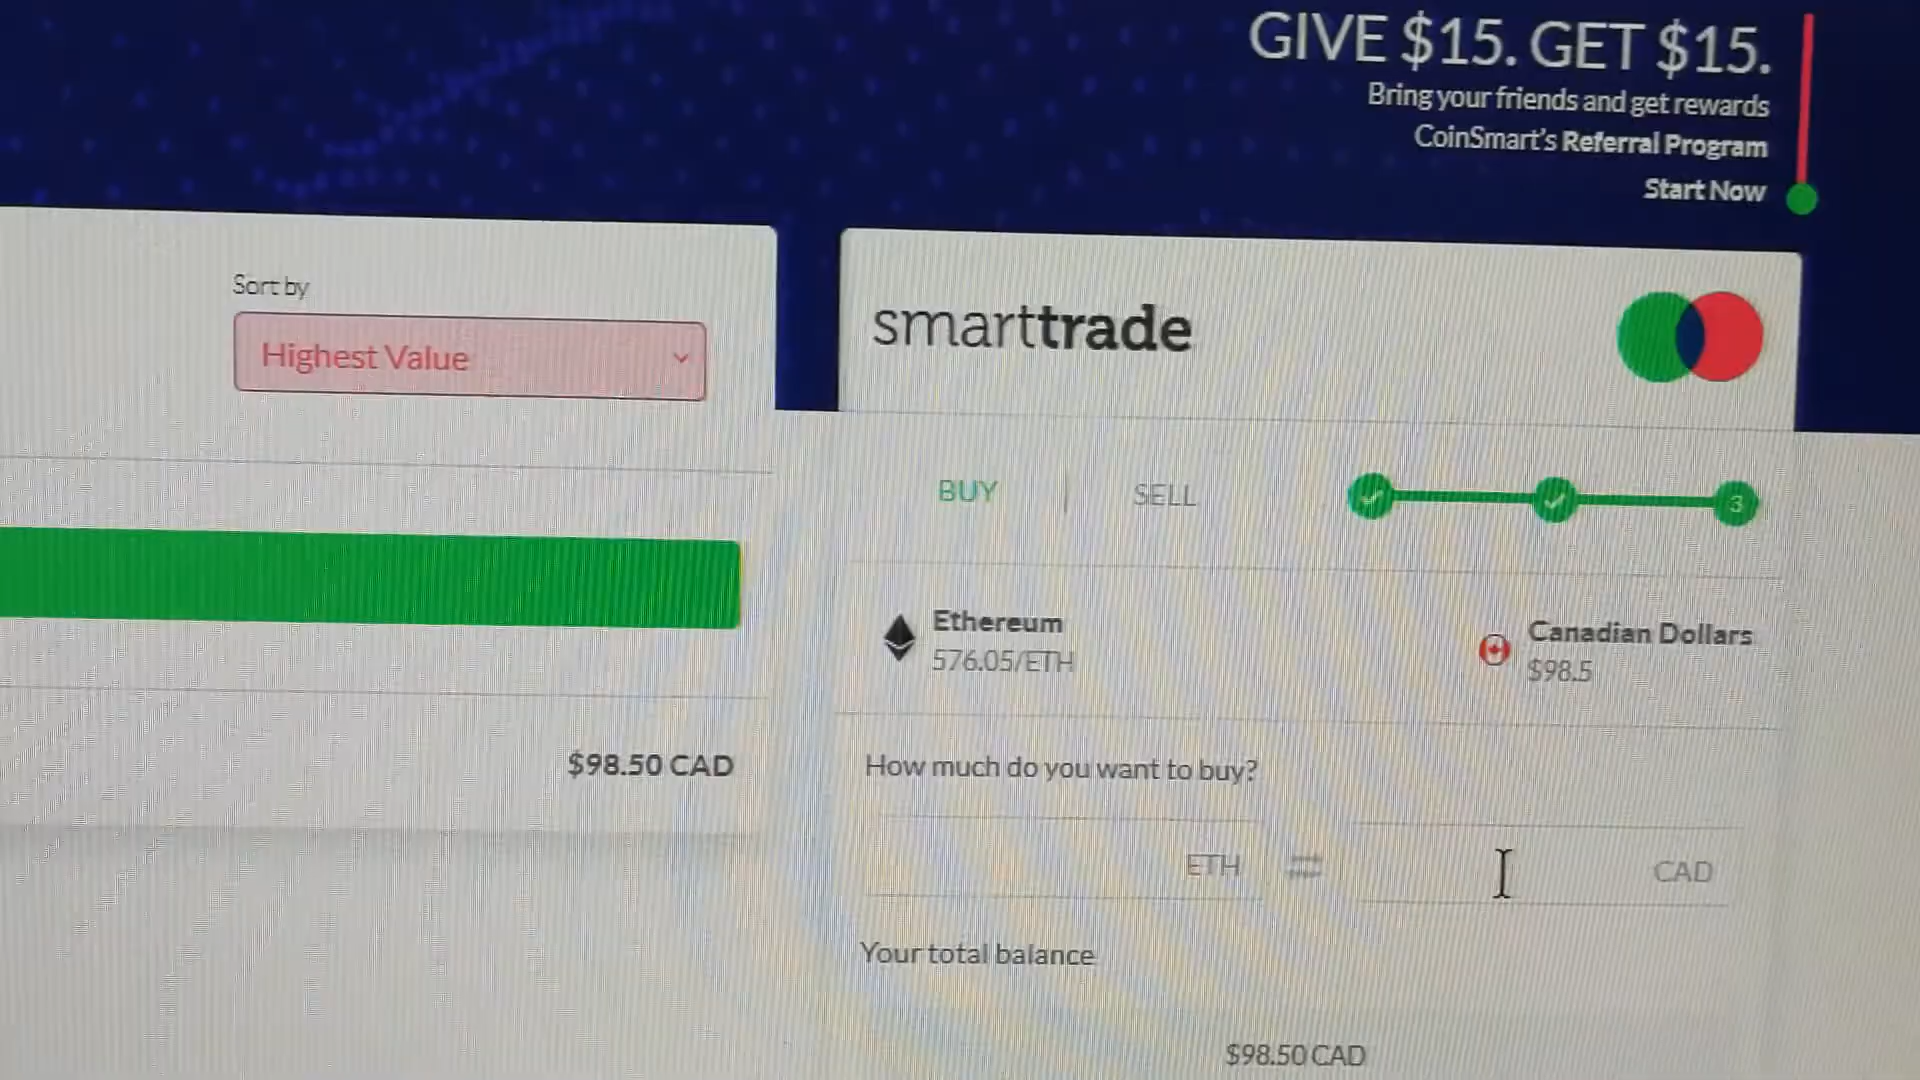 GIVE $15. GET $15.
Bring your friends and get rewards
CoinSmart's Referral Program
Start Now
Sort by
Highest Value
smarttrade
BUY | SELL
3
Ethereum
576.05/ETH
Canadian Dollars
$98.5
$98.50 CAD
How much do you want to buy?
ETH
CAD
Your total balance
$98.50 CAD